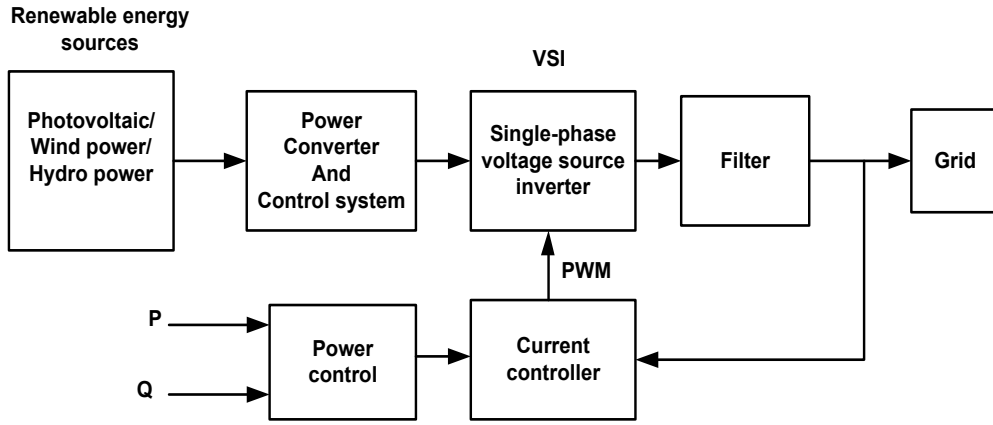 Renewable energy
sources
VSI
Photovoltaic/
Wind power/
Hydro power
Power
Converter
And
Control system
Single-phase
voltage source
inverter
Filter
Grid
PWM
P
Q
Power
control
Current
controller